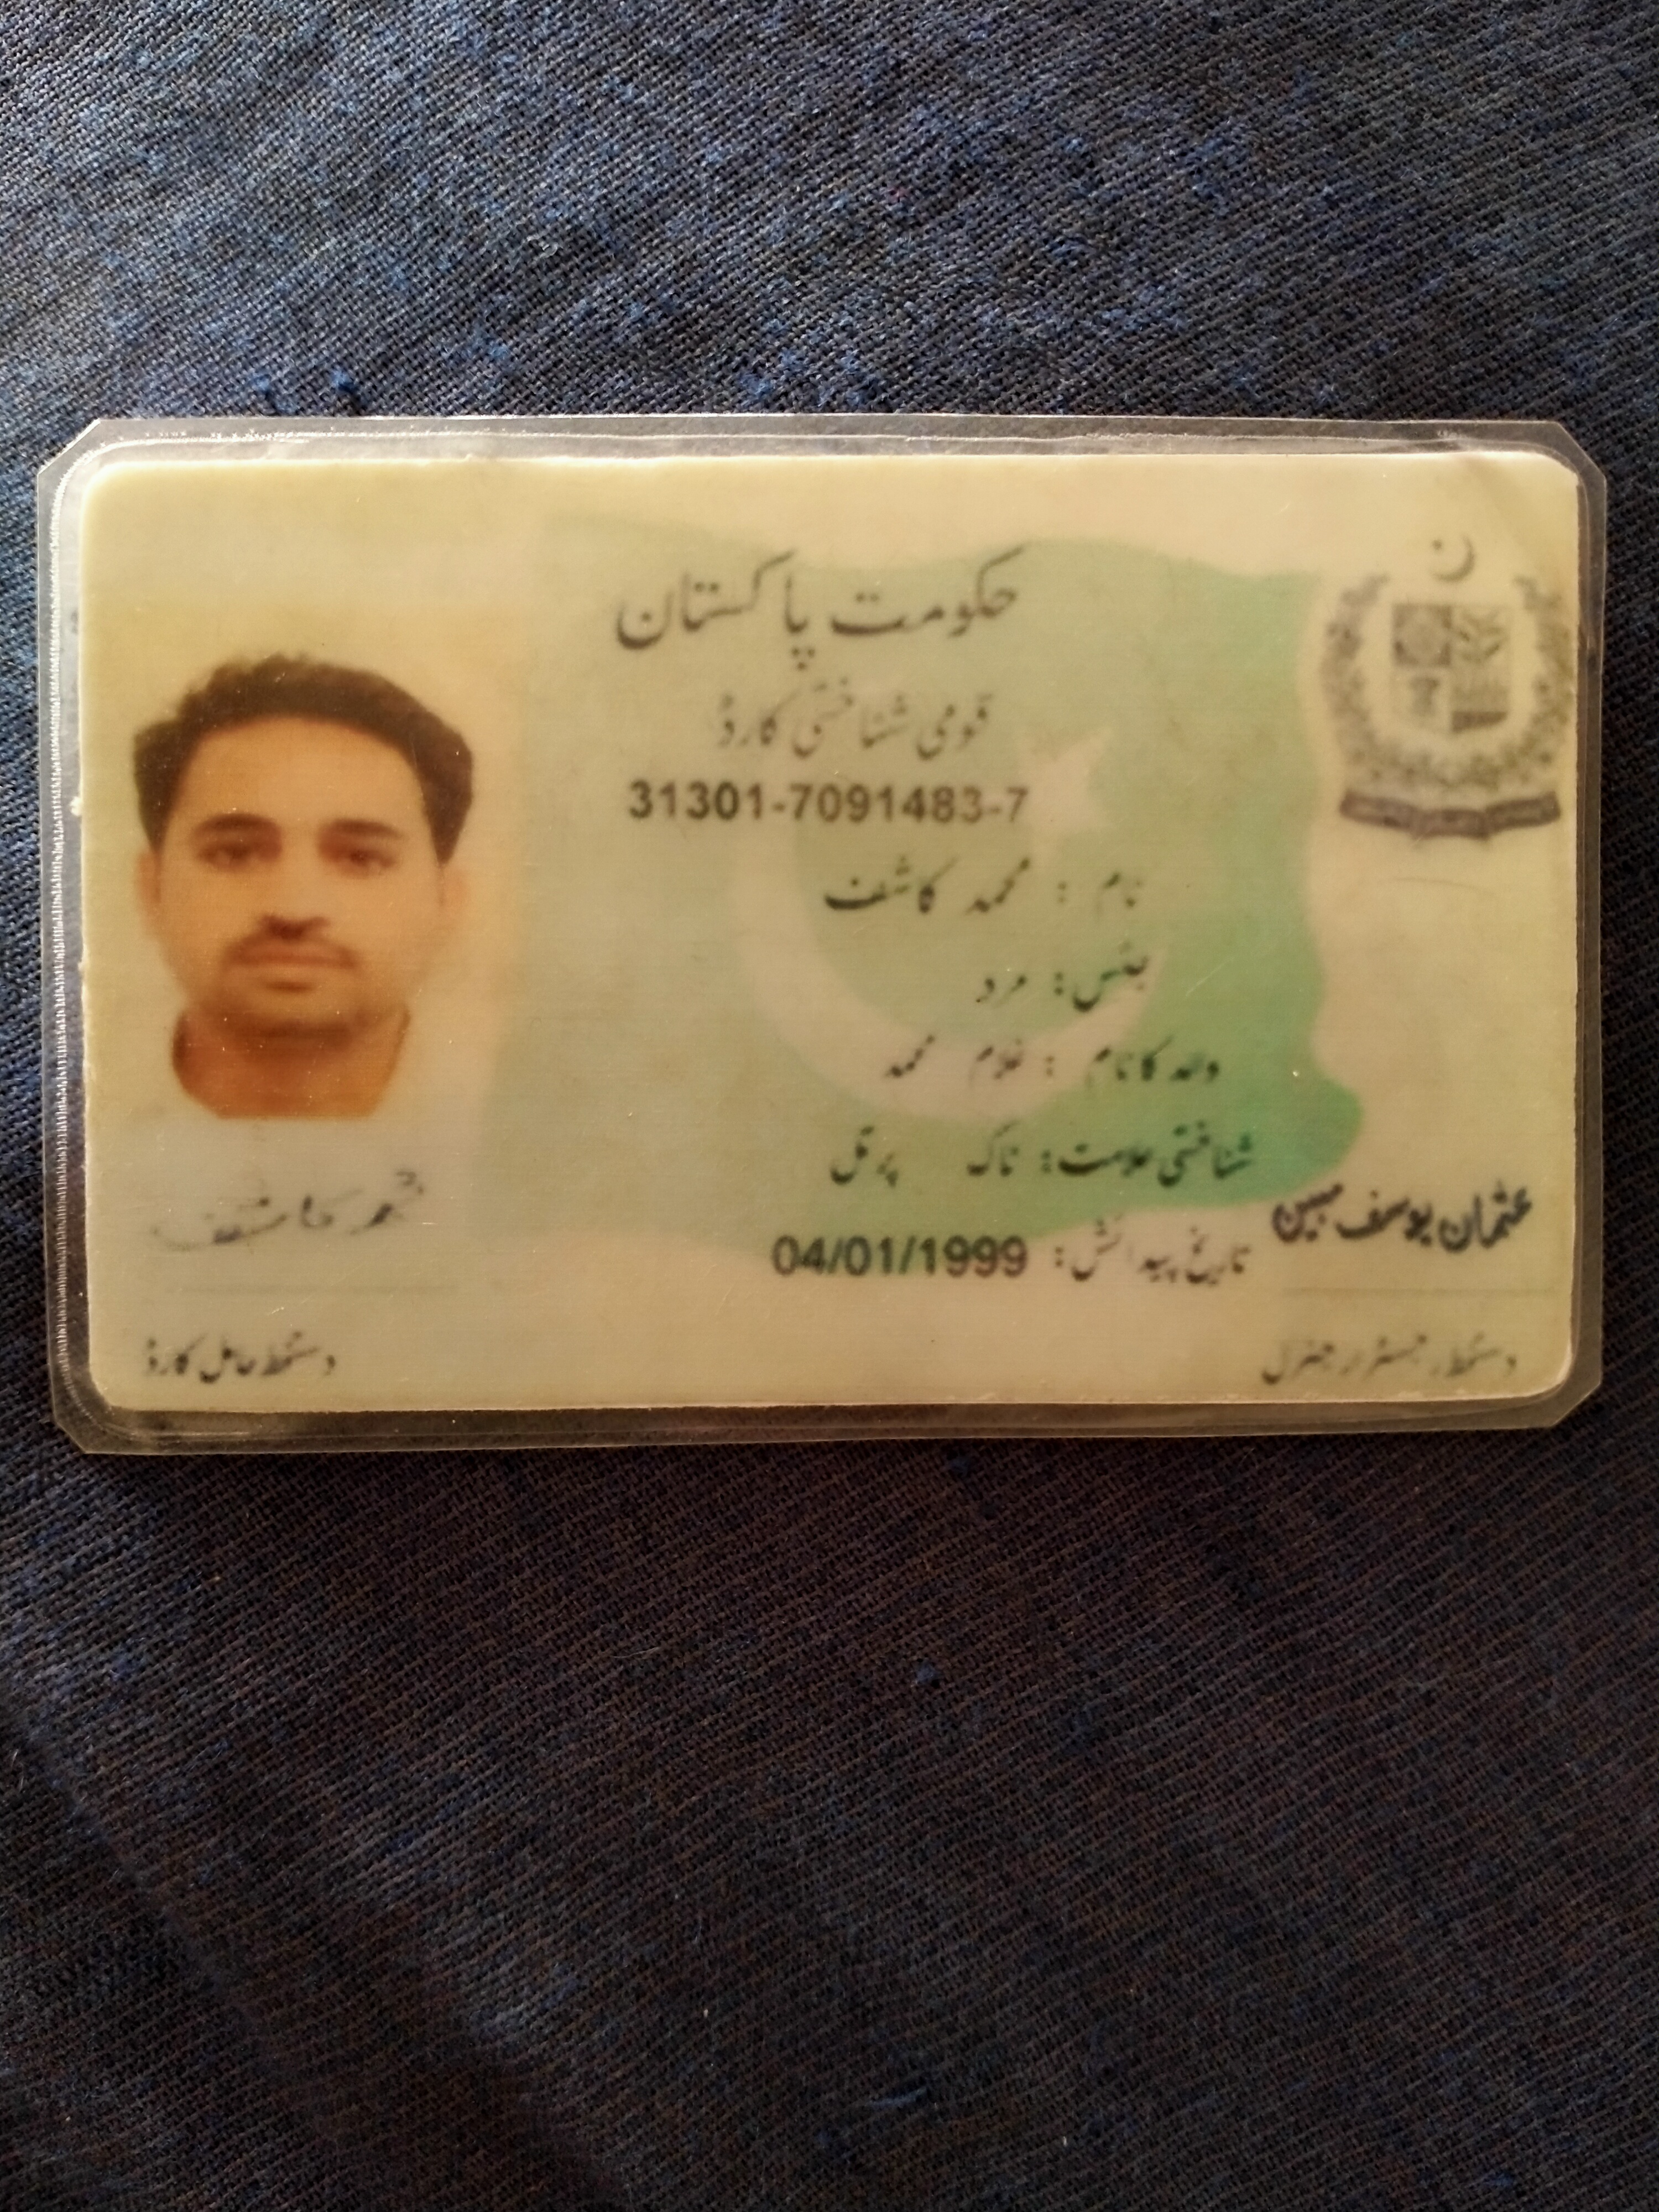 حکومت پاکستان
قومی شناختی کارڈ
31301-7091483-7
نام : محمد کاشف
جنس: مرد
والد کا نام : غلام محمد
شناختی علامت: ناک پر تل
تاریخ پیدائش: 04/01/1999
محمد کاشف
عثمان یوسف مبین
دستخط حامل کارڈ
دستخط رجسٹرار جنرل